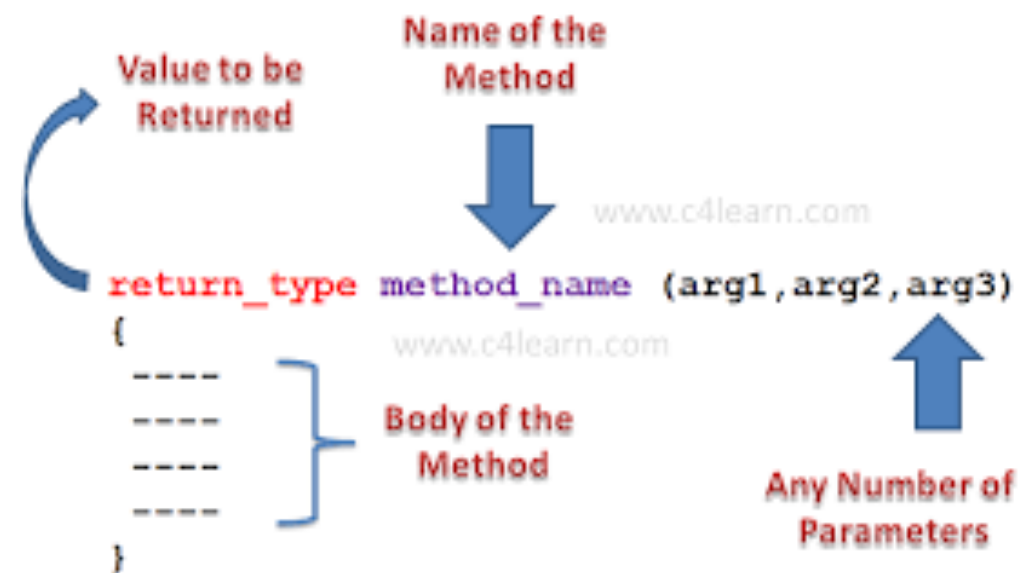 Name of the
Method
Value to be
Returned
www.c4learn.com
return_type method_name (arg1,arg2,arg3)
{
www.c4learn.com
----
----
----
----
Body of the
Method
Any Number of
Parameters
}